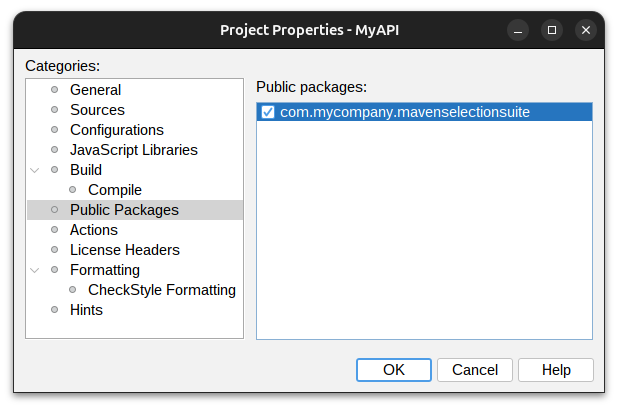 Project Properties - MyAPI
Categories:
General
Sources
Configurations
JavaScript Libraries
Build
Compile
Public Packages
Actions
License Headers
Formatting
CheckStyle Formatting
Hints
Public packages:
com.mycompany.mavenselectionsuite
OK
Cancel
Help